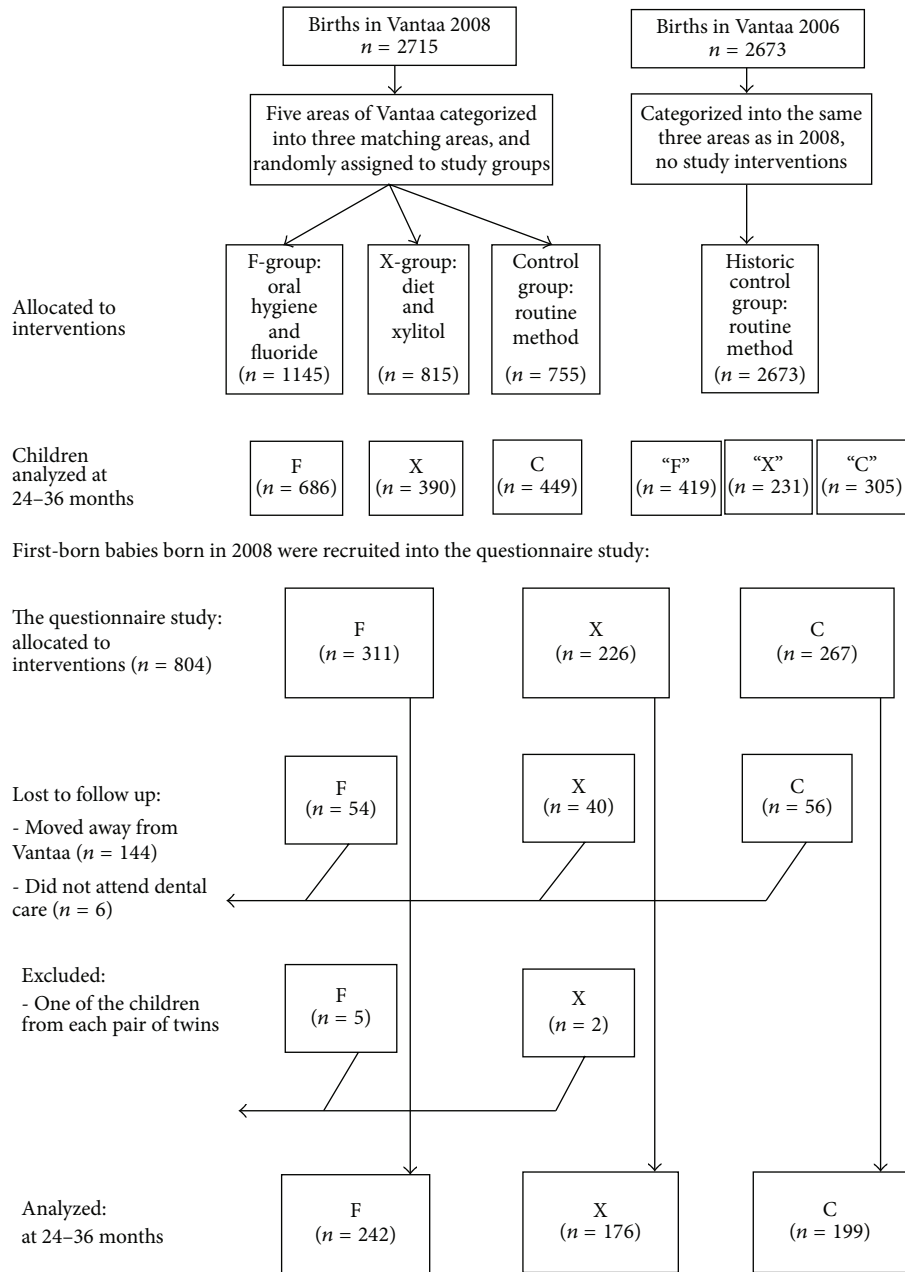 Births in Vantaa 2008
n = 2715
Births in Vantaa 2006
n = 2673
Five areas of Vantaa categorized
into three matching areas, and
randomly assigned to study groups
Categorized into the same
three areas as in 2008,
no study interventions
Allocated to
interventions
F-group:
oral
hygiene
and
fluoride
(n = 1145)
X-group:
diet
and
xylitol
(n = 815)
Control
group:
routine
method
(n = 755)
Historic
control
group:
routine
method
(n = 2673)
Children
analyzed at
24–36 months
F
(n = 686)
X
(n = 390)
C
(n = 449)
“F”
(n = 419)
“X”
(n = 231)
“C”
(n = 305)
First-born babies born in 2008 were recruited into the questionnaire study:
The questionnaire study:
allocated to
interventions (n = 804)
F
(n = 311)
X
(n = 226)
C
(n = 267)
Lost to follow up:
- Moved away from
Vantaa (n = 144)
- Did not attend dental
care (n = 6)
F
(n = 54)
X
(n = 40)
C
(n = 56)
Excluded:
- One of the children
from each pair of twins
F
(n = 5)
X
(n = 2)
Analyzed:
at 24–36 months
F
(n = 242)
X
(n = 176)
C
(n = 199)